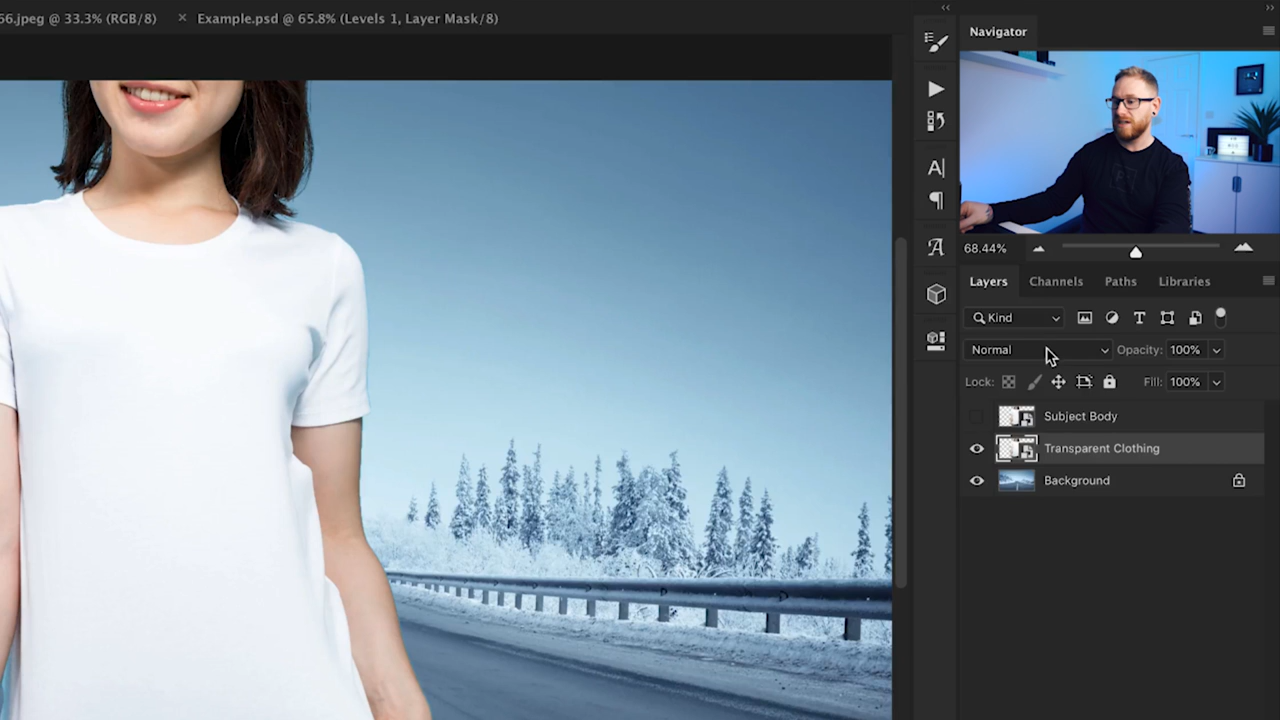 56.jpeg @ 33.3% (RGB/8)
Example.psd @ 65.8% (Levels 1, Layer Mask/8)
Navigator
68.44%
Layers Channels Paths Libraries
Kind
Normal Opacity: 100%
Lock: Fill: 100%
Subject Body
Transparent Clothing
Background